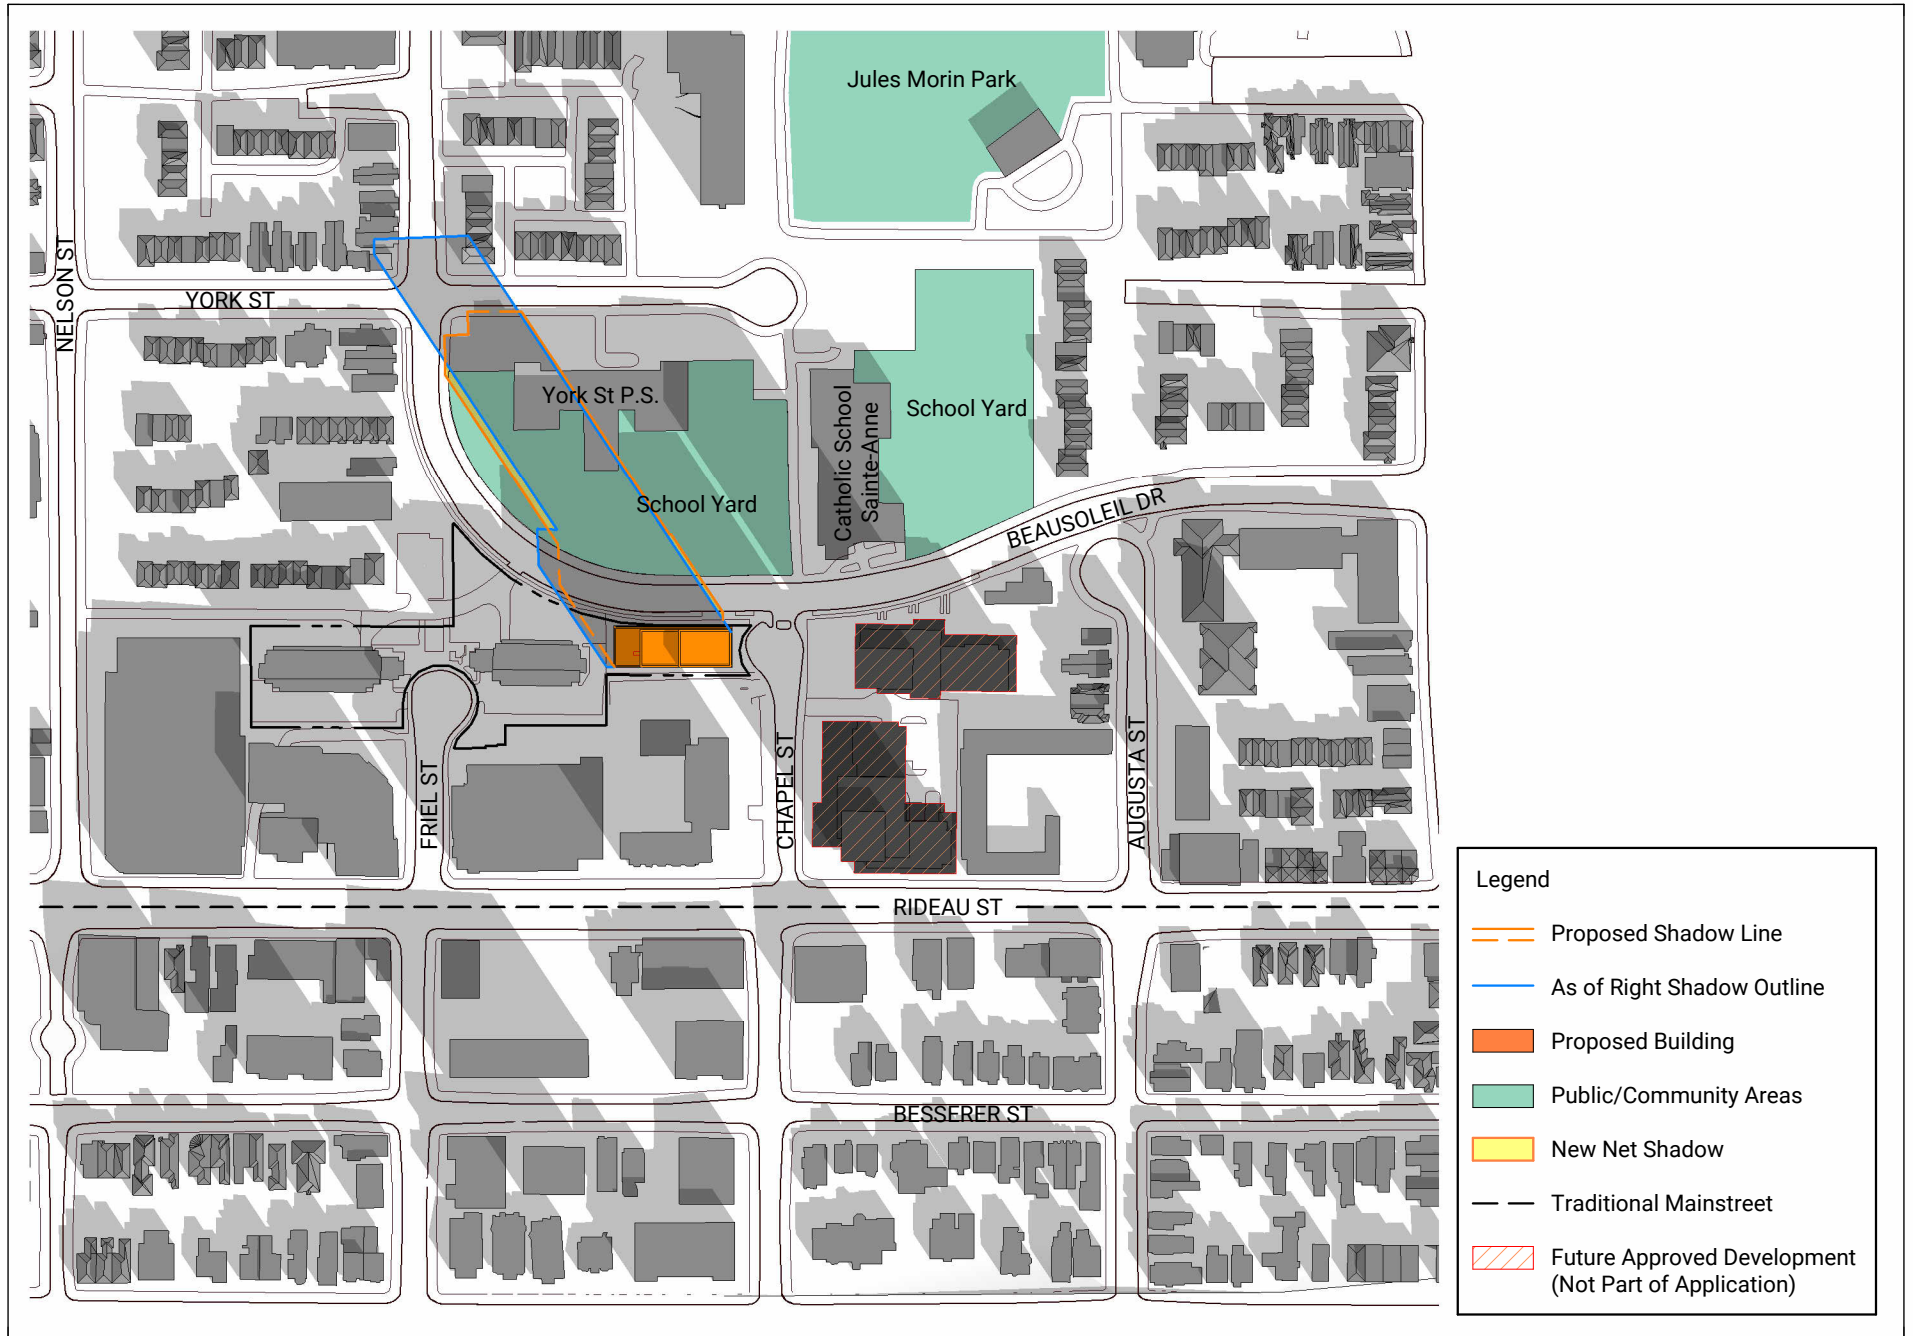 Jules Morin Park
NELSON ST
YORK ST
York St P.S.
School Yard
Catholic School
Sainte-Anne
School Yard
BEAUSOLEIL DR
FRIEL ST
CHAPEL ST
AUGUSTA ST
RIDEAU ST
BESSERER ST
Legend
Proposed Shadow Line
As of Right Shadow Outline
Proposed Building
Public/Community Areas
New Net Shadow
Traditional Mainstreet
Future Approved Development
(Not Part of Application)